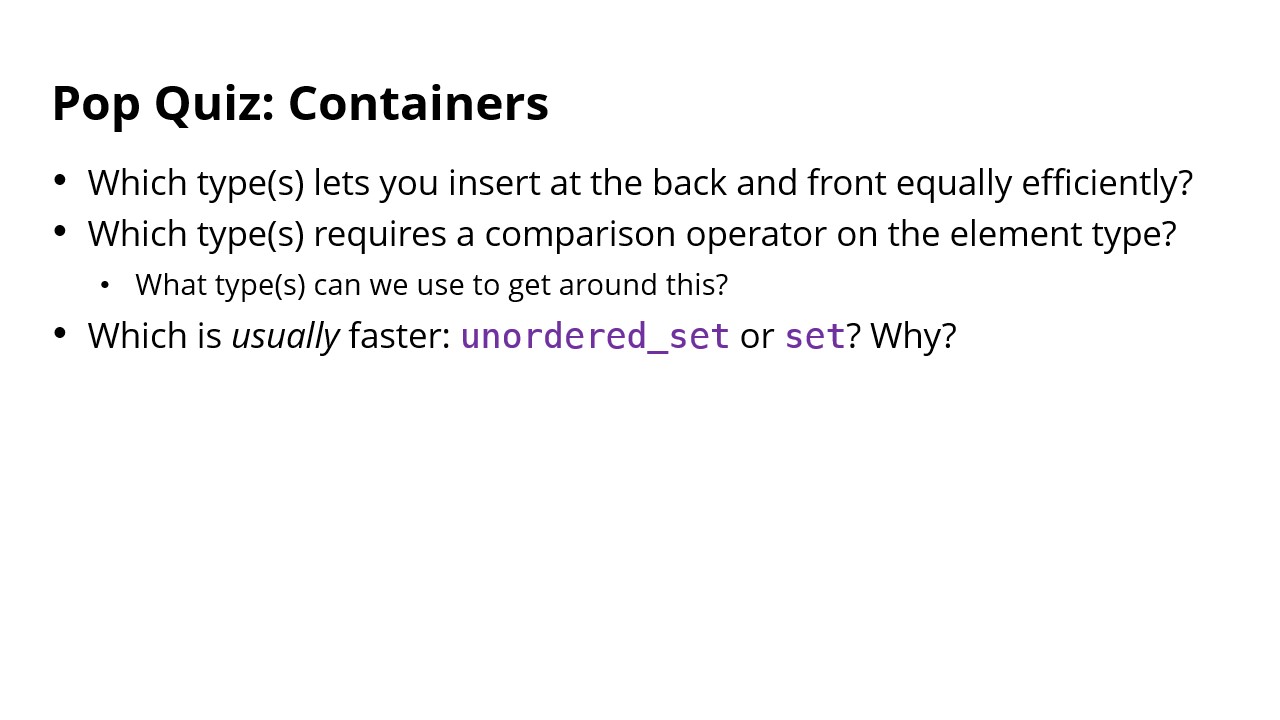 Pop Quiz: Containers
• Which type(s) lets you insert at the back and front equally efficiently?
• Which type(s) requires a comparison operator on the element type?
• What type(s) can we use to get around this?
• Which is usually faster: unordered_set or set? Why?